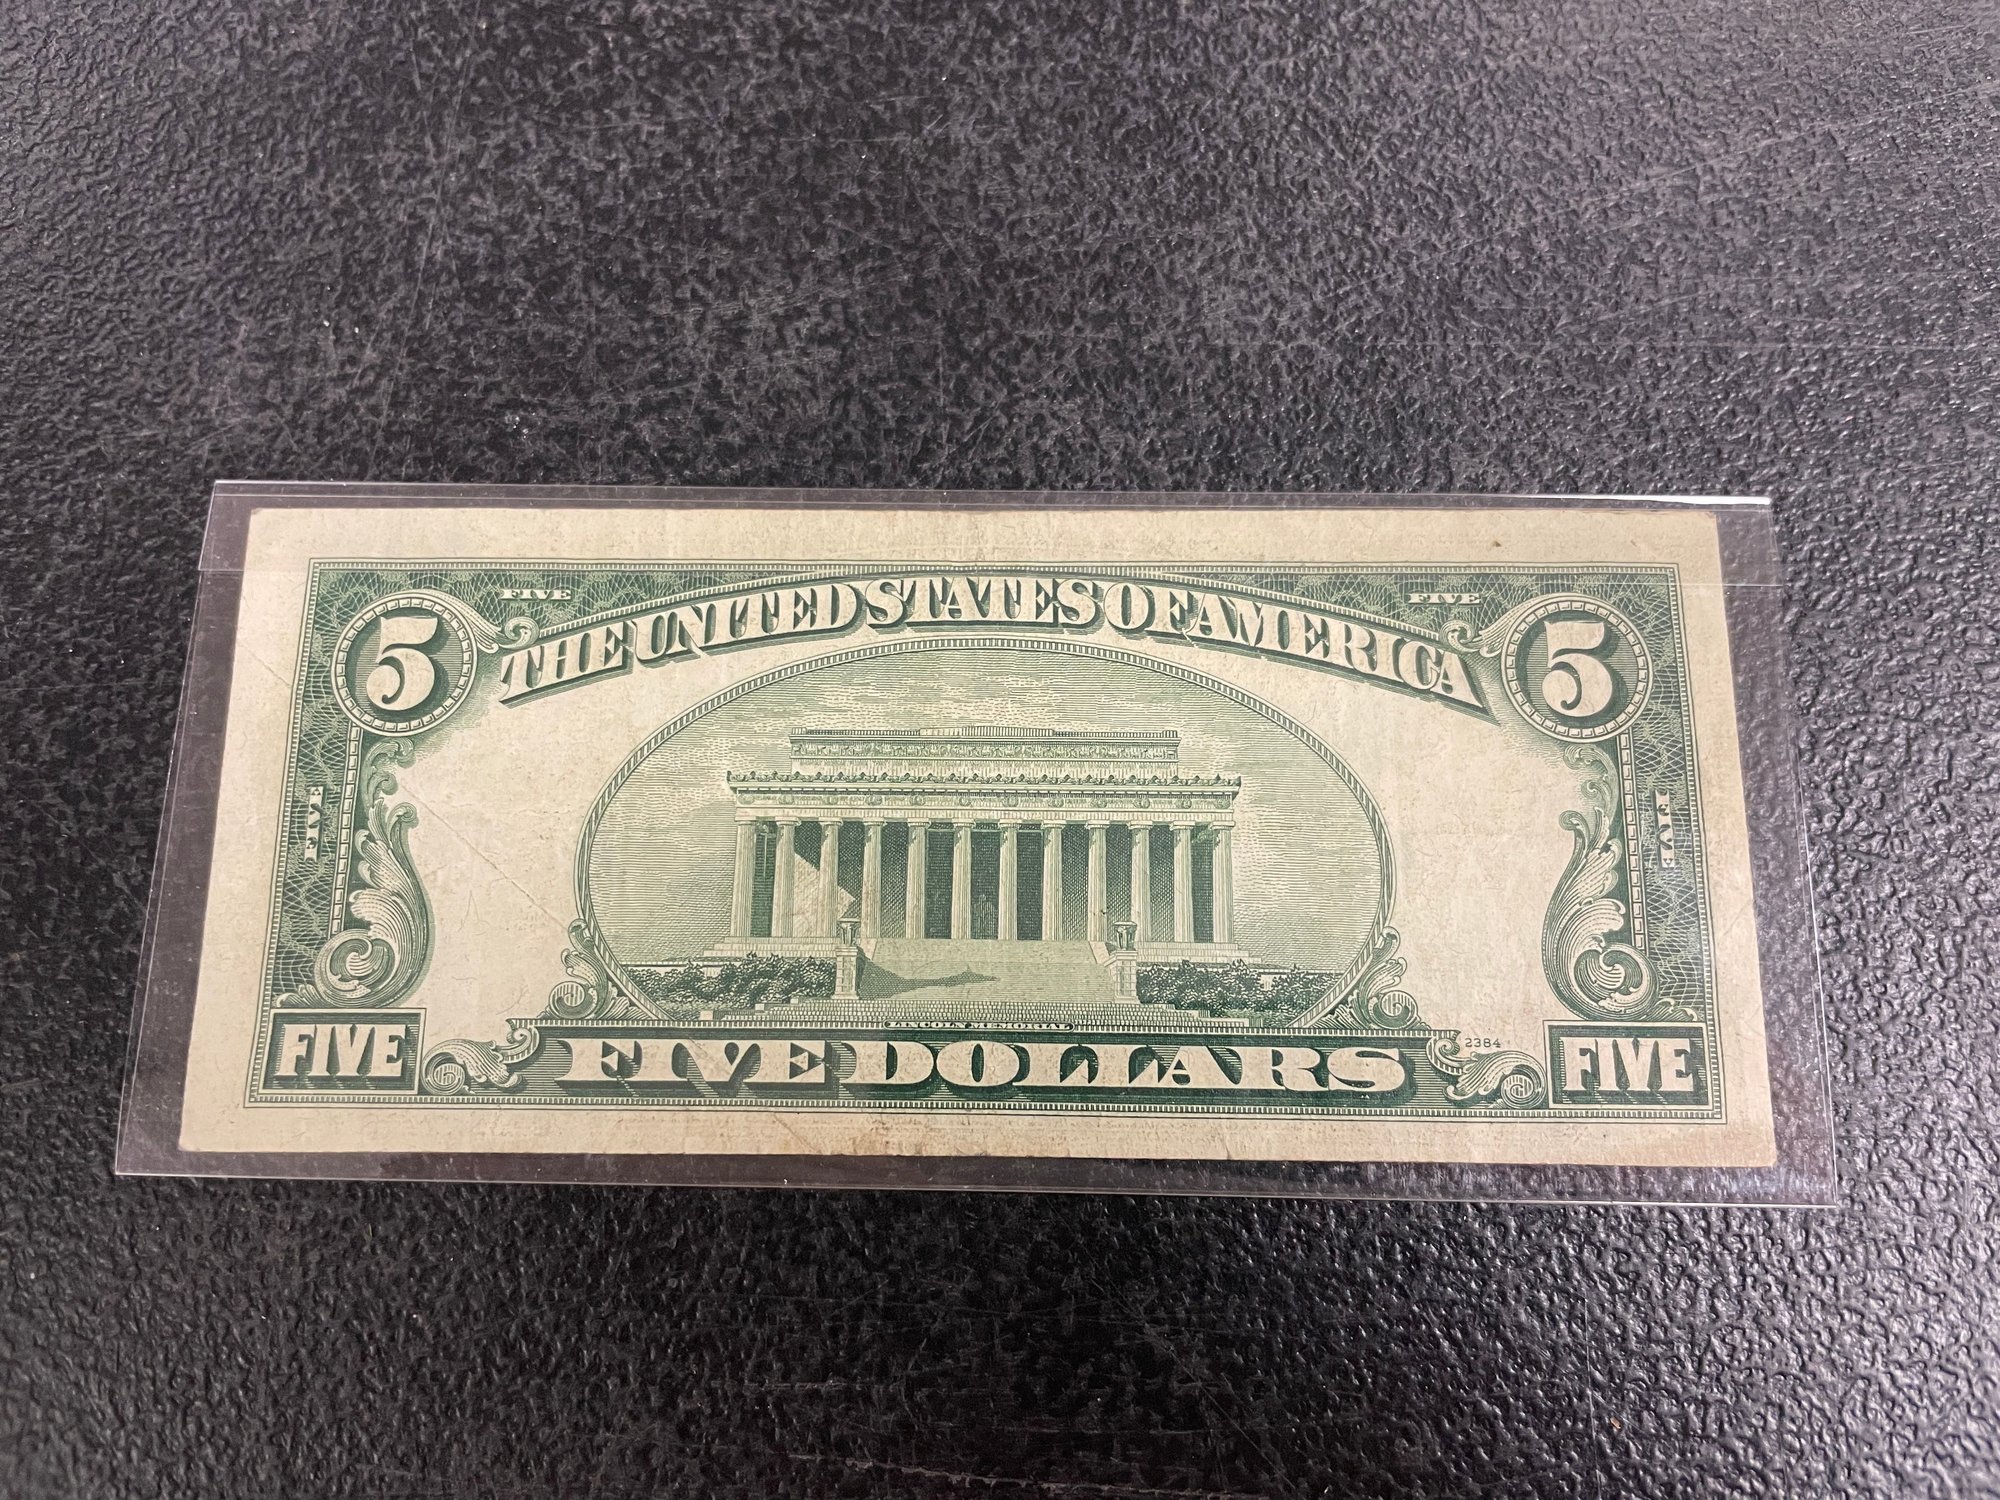 FIVE FIVE
5 THE UNITED STATES OF AMERICA 5
FIVE FIVE
LINCOLN MEMORIAL
FIVE FIVE DOLLARS 2384 FIVE